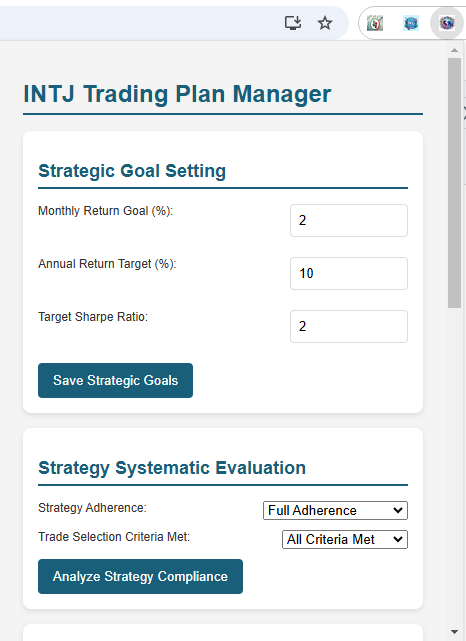 INTJ Trading Plan Manager
Strategic Goal Setting
Monthly Return Goal (%): 2
Annual Return Target (%): 10
Target Sharpe Ratio: 2
Save Strategic Goals
Strategy Systematic Evaluation
Strategy Adherence: Full Adherence
Trade Selection Criteria Met: All Criteria Met
Analyze Strategy Compliance